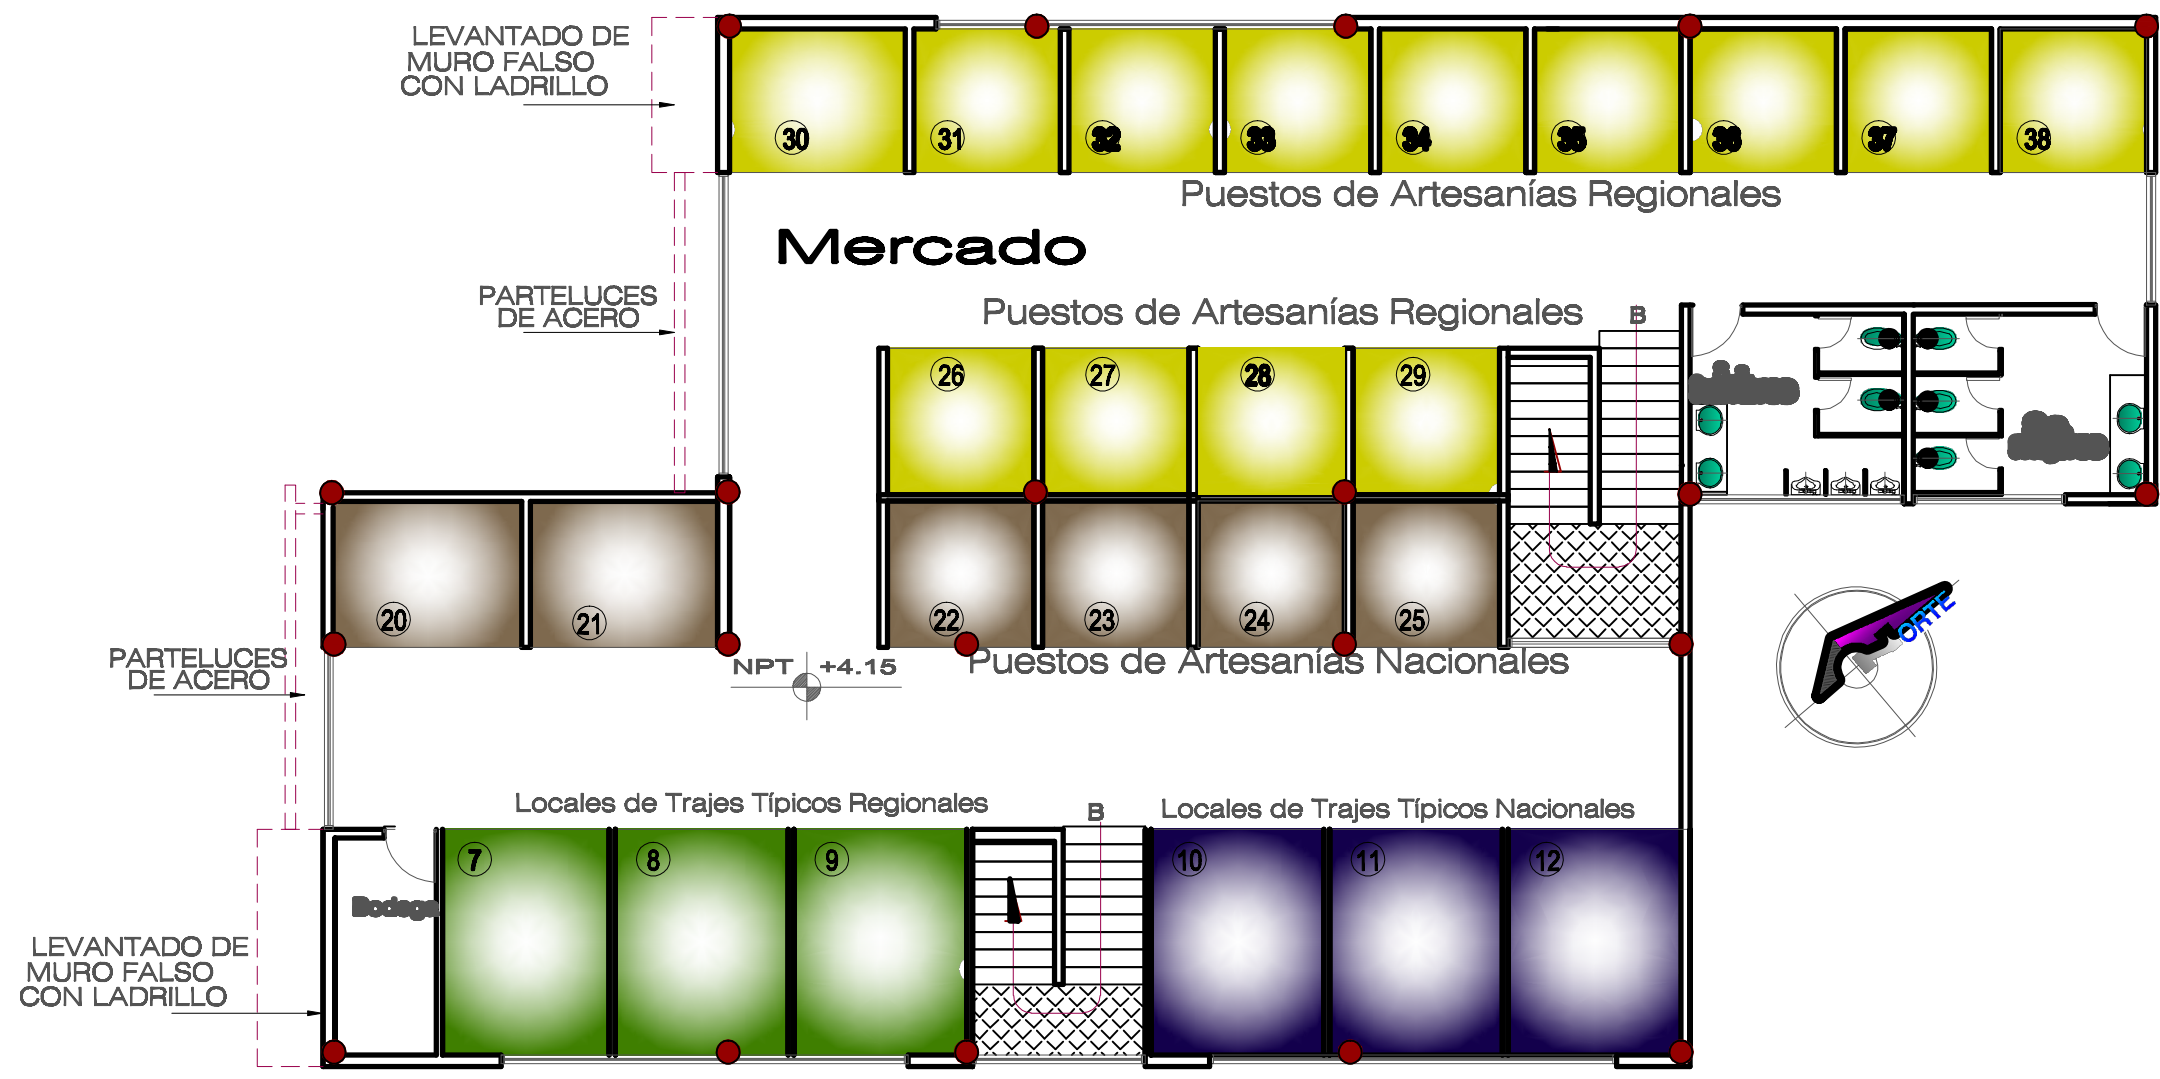 LEVANTADO DE
MURO FALSO
CON LADRILLO
30 31 32 33 34 35 36 37 38
Puestos de Artesanías Regionales
Mercado
PARTELUCES
DE ACERO
Puestos de Artesanías Regionales
B
26 27 28 29
20 21 22 23 24 25
ORTE
PARTELUCES
DE ACERO
NPT +4.15
Puestos de Artesanías Nacionales
Locales de Trajes Típicos Regionales
B
Locales de Trajes Típicos Nacionales
7 8 9 10 11 12
Bodega
LEVANTADO DE
MURO FALSO
CON LADRILLO